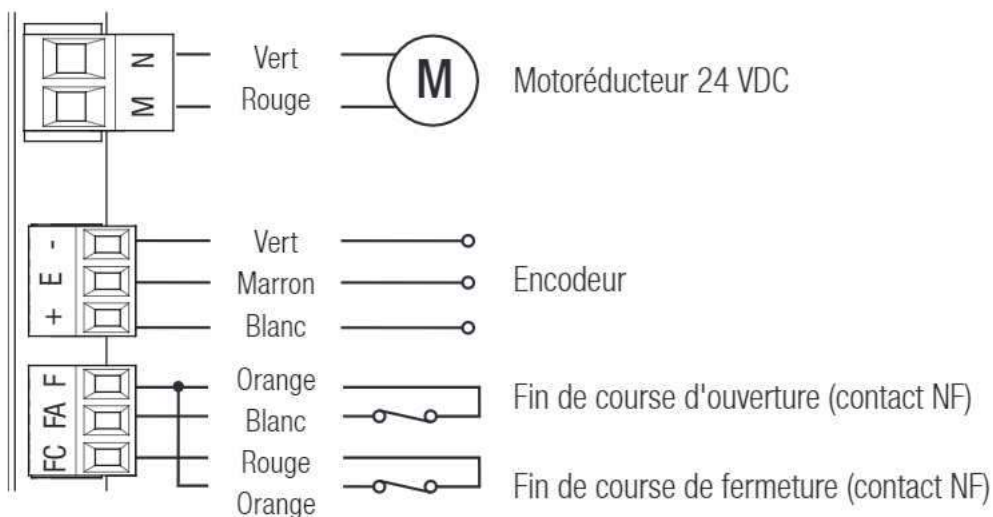 N Vert
M Rouge
M
Motoréducteur 24 VDC
- Vert
E Marron
+ Blanc
Encodeur
F Orange
FA Blanc
FC Rouge
Orange
Fin de course d'ouverture (contact NF)
Fin de course de fermeture (contact NF)